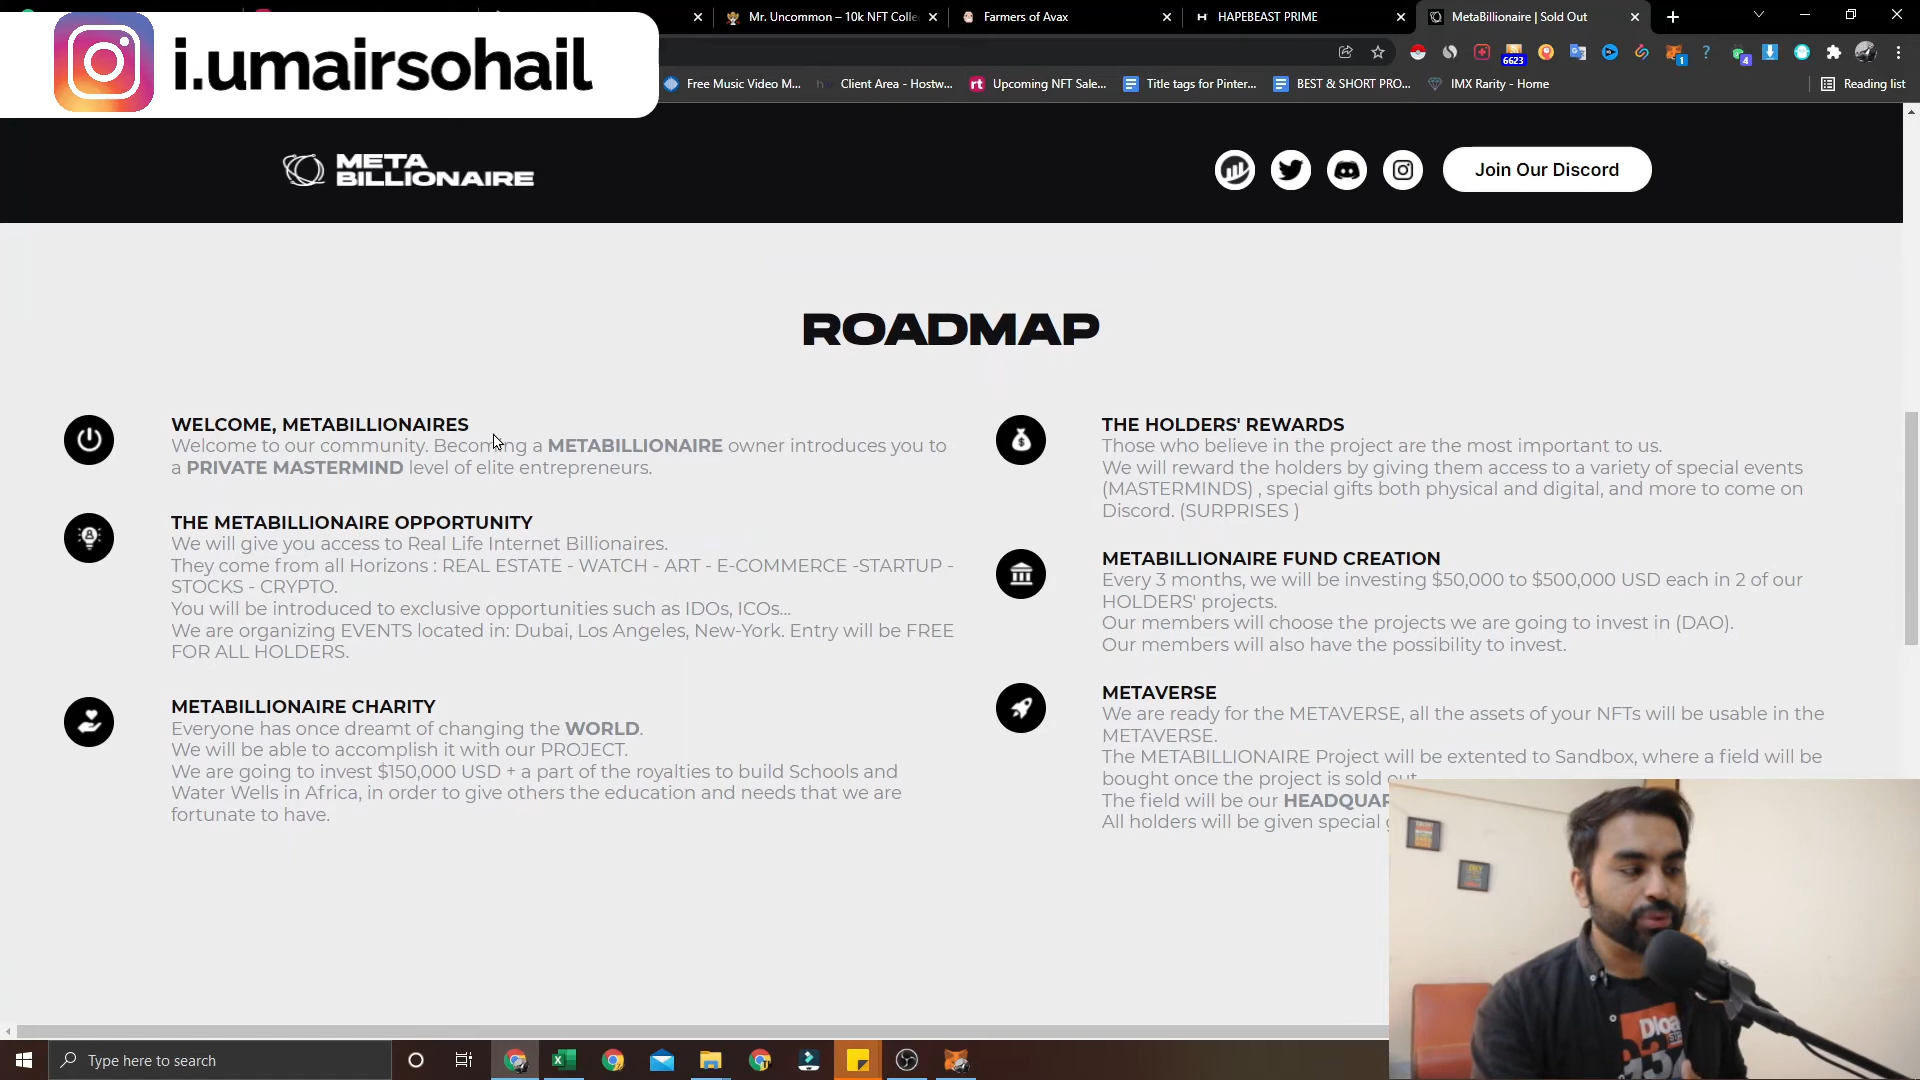 i.umairsohail
Mr. Uncommon – 10k NFT Colle
Farmers of Avax
HAPEBEAST PRIME
MetaBillionaire | Sold Out
6623
1
4
Free Music Video M...
Client Area - Hostw...
rt
Upcoming NFT Sale...
Title tags for Pinter...
BEST & SHORT PRO...
IMX Rarity - Home
Reading list
META
BILLIONAIRE
Join Our Discord
ROADMAP
WELCOME, METABILLIONAIRES
Welcome to our community. Becoming a METABILLIONAIRE owner introduces you to
a PRIVATE MASTERMIND level of elite entrepreneurs.
THE METABILLIONAIRE OPPORTUNITY
We will give you access to Real Life Internet Billionaires.
They come from all Horizons : REAL ESTATE - WATCH - ART - E-COMMERCE -STARTUP -
STOCKS - CRYPTO.
You will be introduced to exclusive opportunities such as IDOs, ICOs...
We are organizing EVENTS located in: Dubai, Los Angeles, New-York. Entry will be FREE
FOR ALL HOLDERS.
METABILLIONAIRE CHARITY
Everyone has once dreamt of changing the WORLD.
We will be able to accomplish it with our PROJECT.
We are going to invest $150,000 USD + a part of the royalties to build Schools and
Water Wells in Africa, in order to give others the education and needs that we are
fortunate to have.
THE HOLDERS' REWARDS
Those who believe in the project are the most important to us.
We will reward the holders by giving them access to a variety of special events
(MASTERMINDS) , special gifts both physical and digital, and more to come on
Discord. (SURPRISES )
METABILLIONAIRE FUND CREATION
Every 3 months, we will be investing $50,000 to $500,000 USD each in 2 of our
HOLDERS' projects.
Our members will choose the projects we are going to invest in (DAO).
Our members will also have the possibility to invest.
METAVERSE
We are ready for the METAVERSE, all the assets of your NFTs will be usable in the
METAVERSE.
The METABILLIONAIRE Project will be extented to Sandbox, where a field will be
bought once the project is sold out
The field will be our HEADQUAR
All holders will be given special
Type here to search